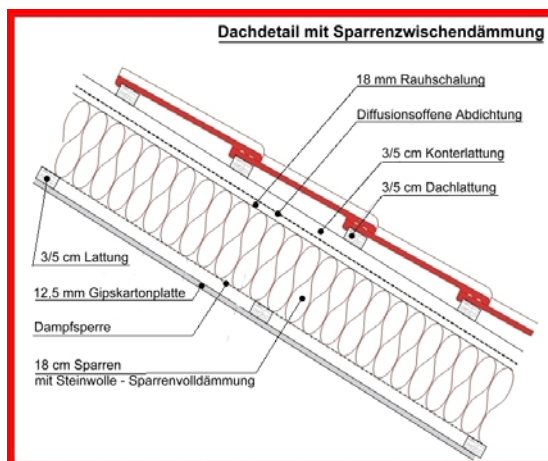 Dachdetail mit Sparrenzwischendämmung
18 mm Rauhschalung
Diffusionsoffene Abdichtung
3/5 cm Konterlattung
3/5 cm Dachlattung
3/5 cm Lattung
12,5 mm Gipskartonplatte
Dampfsperre
18 cm Sparren
mit Steinwolle - Sparrenvolldämmung